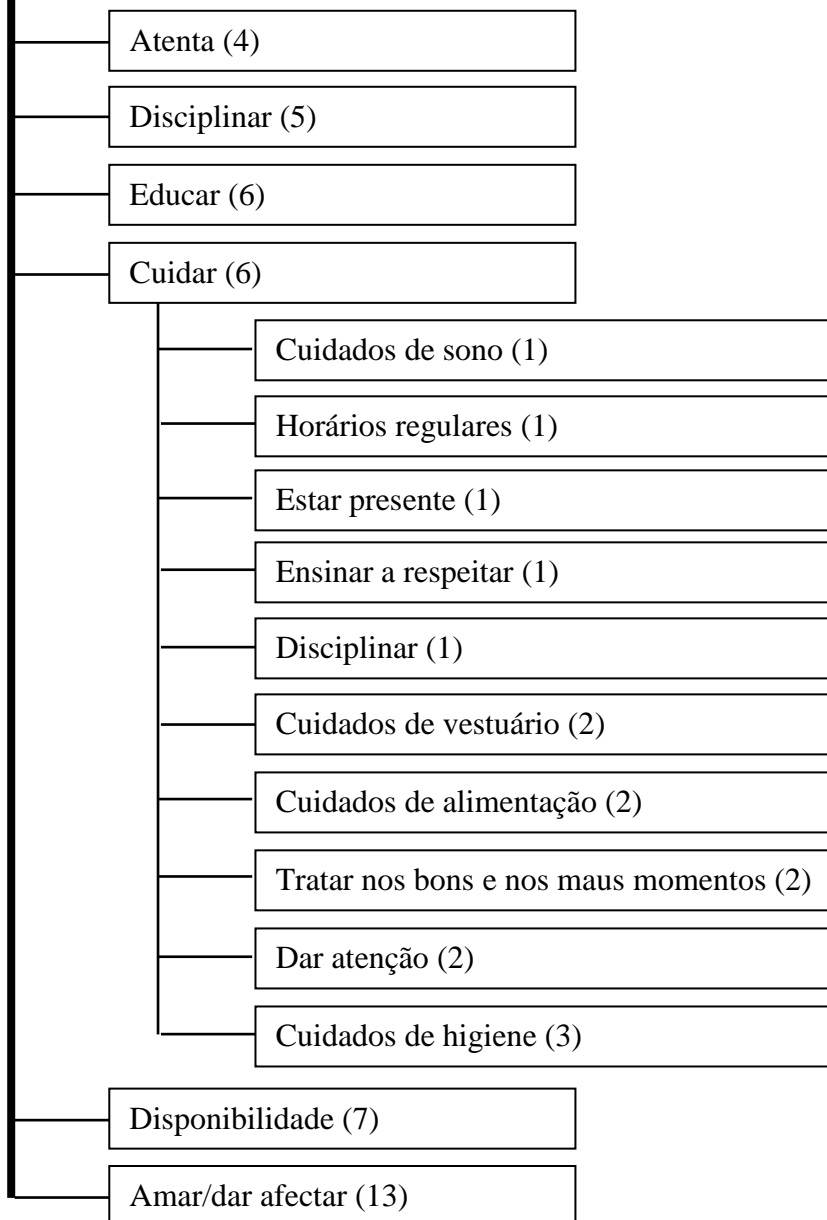 Atenta (4)
Disciplinar (5)
Educar (6)
Cuidar (6)
Cuidados de sono (1)
Horários regulares (1)
Estar presente (1)
Ensinar a respeitar (1)
Disciplinar (1)
Cuidados de vestuário (2)
Cuidados de alimentação (2)
Tratar nos bons e nos maus momentos (2)
Dar atenção (2)
Cuidados de higiene (3)
Disponibilidade (7)
Amar/dar afectar (13)